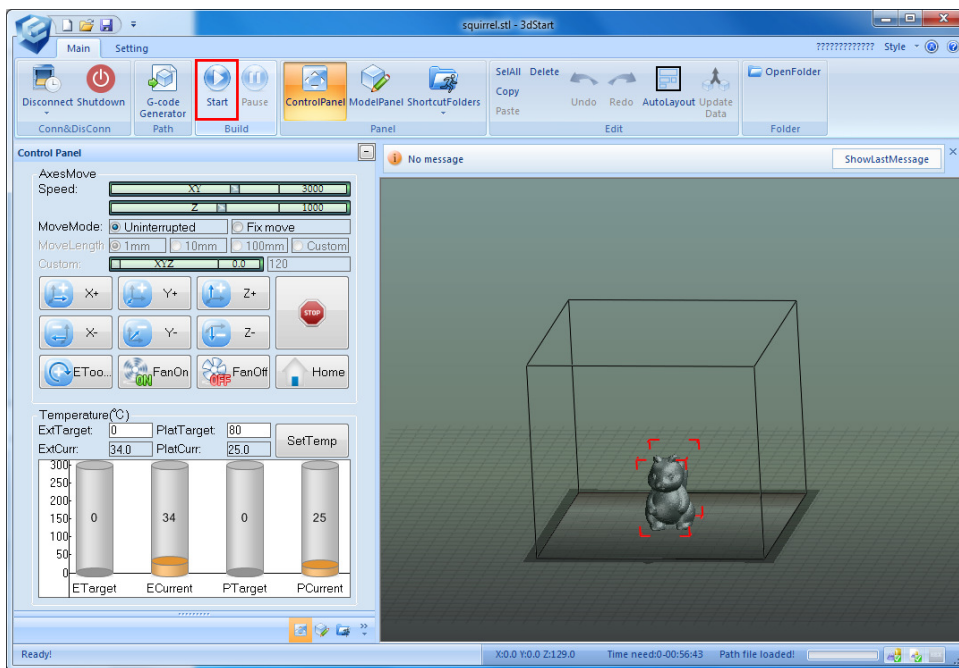 squirrel.stl - 3dStart
Main Setting ????????????? Style
Disconnect Shutdown G-code Generator Start Pause ControlPanel ModelPanel ShortcutFolders
SelAll Delete
Copy
Paste
Undo Redo AutoLayout Update Data
OpenFolder
Conn&DisConn Path Build Panel Edit Folder
Control Panel
No message ShowLastMessage
AxesMove
Speed: XY 3000
Z 1000
MoveMode: Uninterrupted Fix move
MoveLength 1mm 10mm 100mm Custom
Custom: XYZ 0.0 120
X+ Y+ Z+
STOP
X- Y- Z-
EToo... FanOn ON FanOff OFF Home
Temperature(℃)
ExtTarget: 0 PlatTarget: 80
SetTemp
ExtCurr: 34.0 PlatCurr: 25.0
300
250
200
150 0 34 0 25
100
50
0
ETarget ECurrent PTarget PCurrent
Ready! X:0.0 Y:0.0 Z:129.0 Time need:0-00:56:43 Path file loaded!